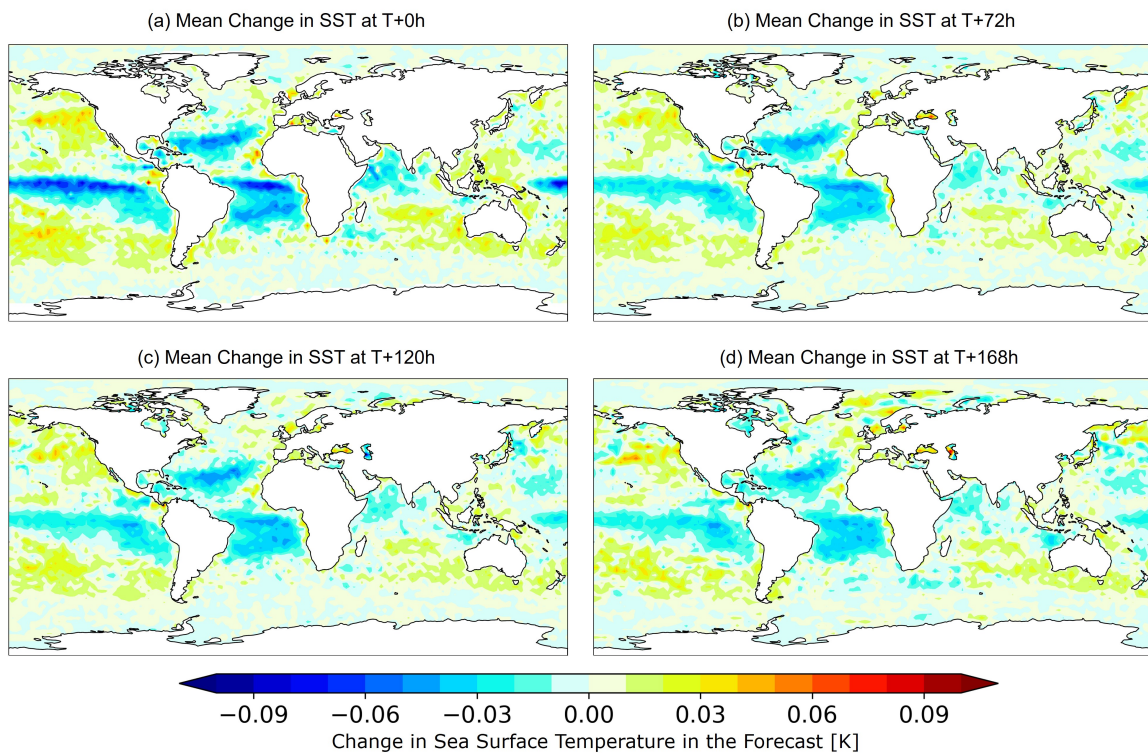 (a) Mean Change in SST at T+0h
(b) Mean Change in SST at T+72h
(c) Mean Change in SST at T+120h
(d) Mean Change in SST at T+168h
−0.09 −0.06 −0.03 0.00 0.03 0.06 0.09
Change in Sea Surface Temperature in the Forecast [K]